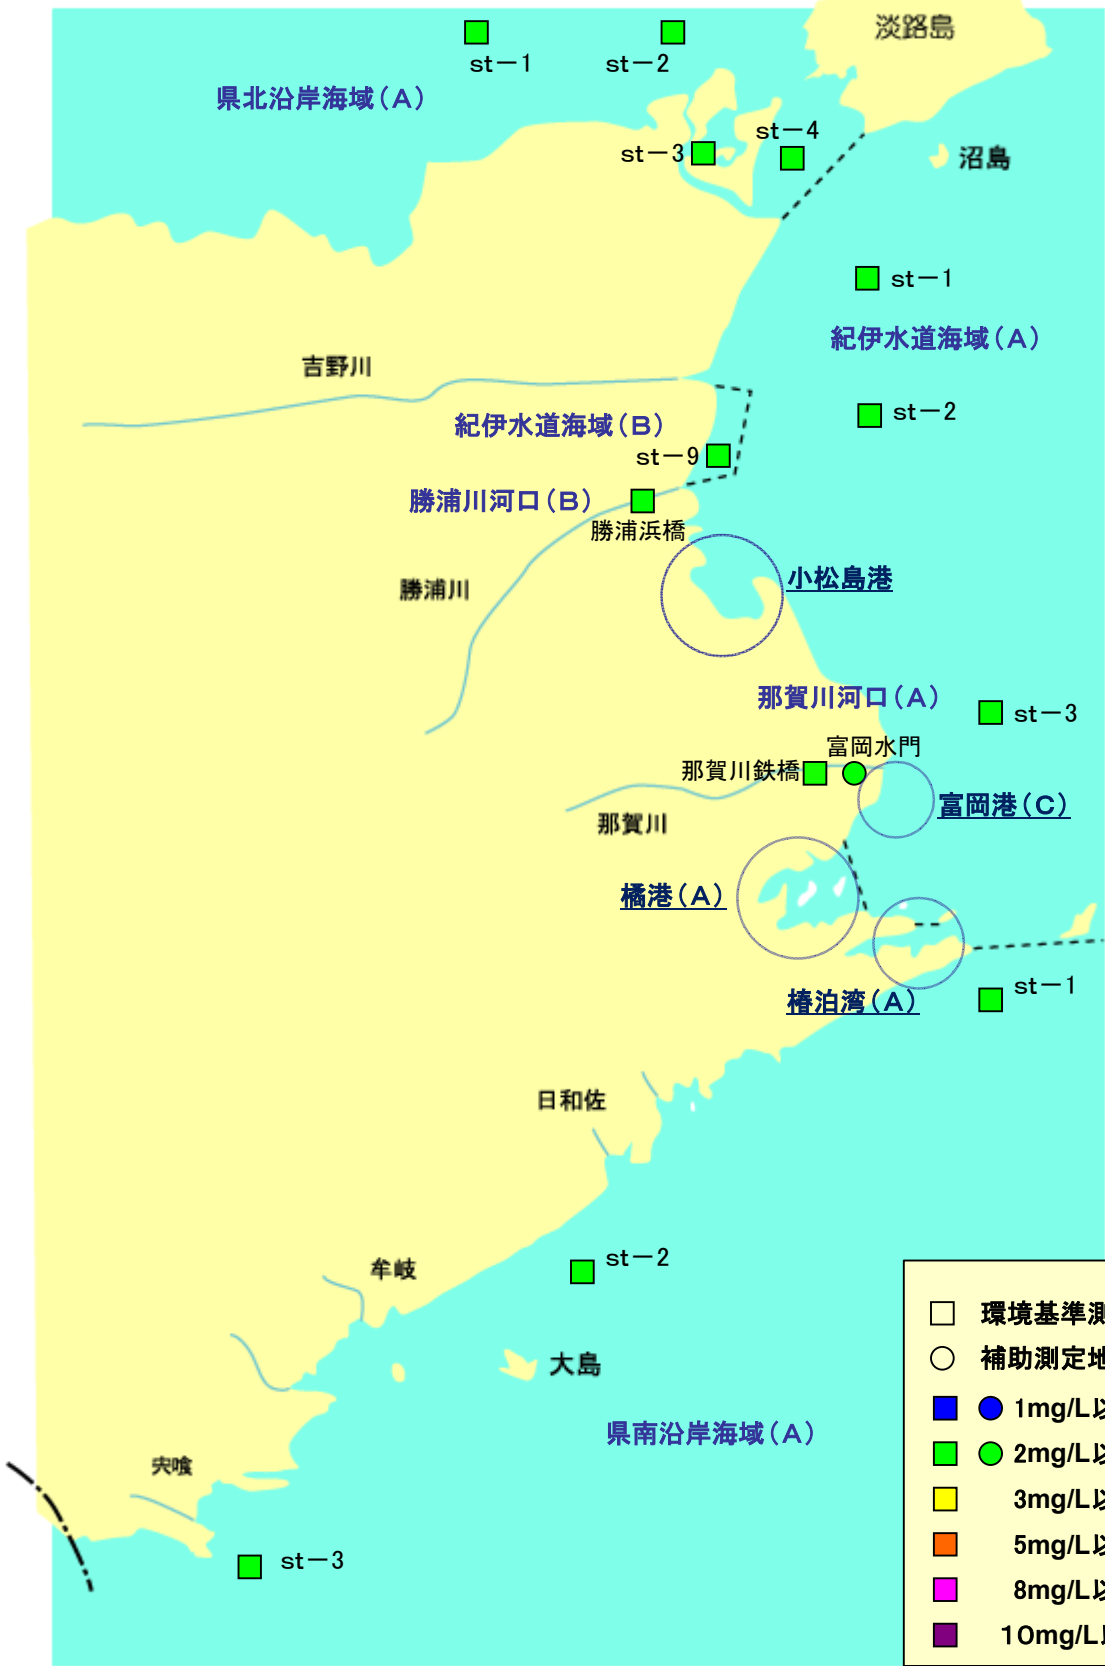 淡路島
st－1
st－2
県北沿岸海域（A）
st－4
st－3
沼島
st－1
紀伊水道海域（A）
吉野川
st－2
紀伊水道海域（B）
st－9
勝浦川河口（B）
勝浦浜橋
小松島港
勝浦川
那賀川河口（A）
st－3
富岡水門
那賀川鉄橋
富岡港（C）
那賀川
橘港（A）
st－1
椿泊湾（A）
日和佐
st－2
牟岐
環境基準測
補助測定地
大島
1mg/L以
県南沿岸海域（A）
2mg/L以
宍喰
3mg/L以
5mg/L以
st－3
8mg/L以
10mg/L以